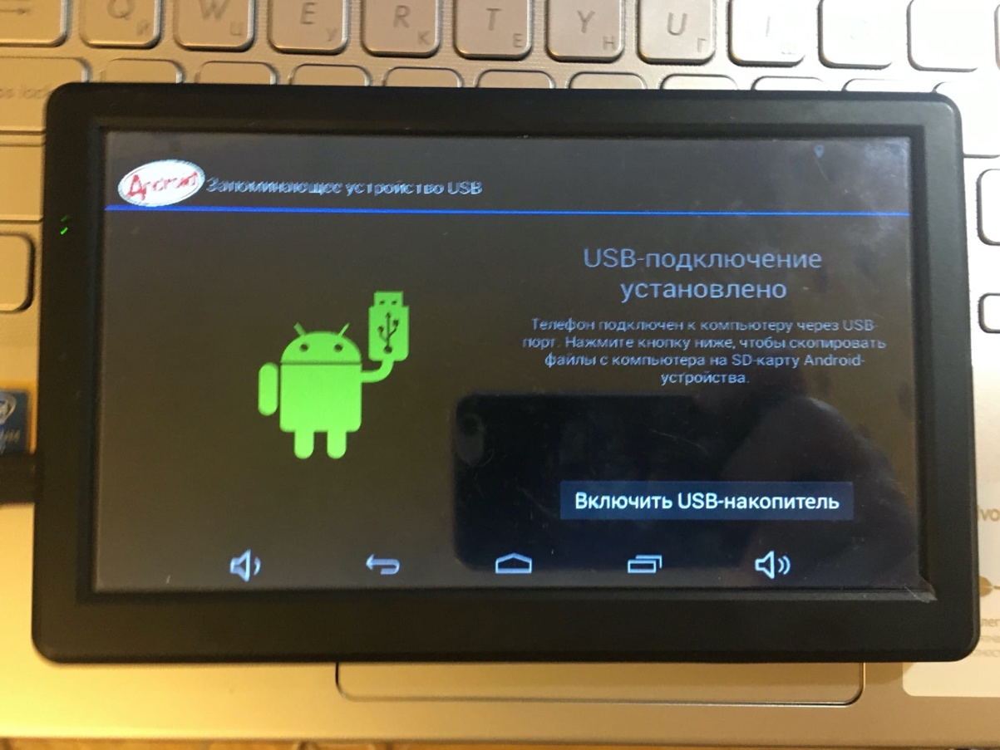 Q W E R T Y U I
Й Ц У К Е Н Г Ш
Android Запоминающее устройство USB
USB-подключение
установлено
Телефон подключен к компьютеру через USB-
порт. Нажмите кнопку ниже, чтобы скопировать
файлы с компьютера на SD-карту Android-
устройства.
Включить USB-накопитель